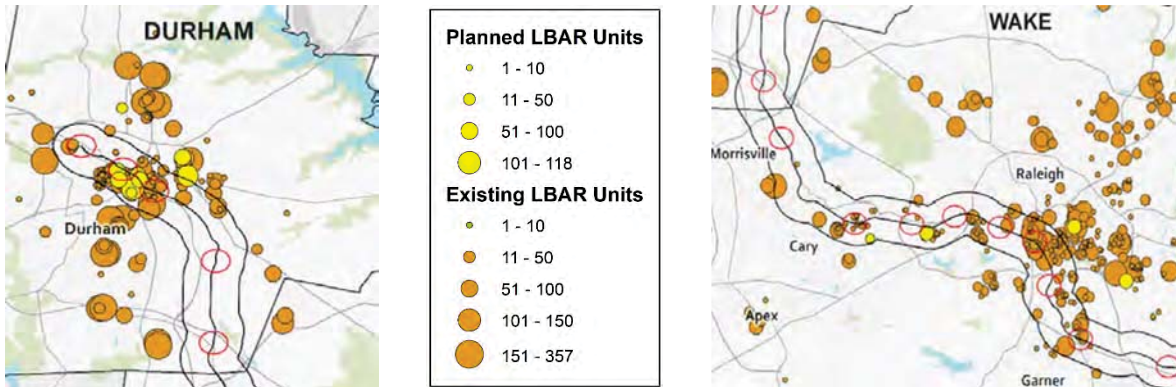 DURHAM
Durham
Planned LBAR Units
1 - 10
11 - 50
51 - 100
101 - 118
Existing LBAR Units
1 - 10
11 - 50
51 - 100
101 - 150
151 - 357
WAKE
Morrisville
Raleigh
Cary
Apex
Garner